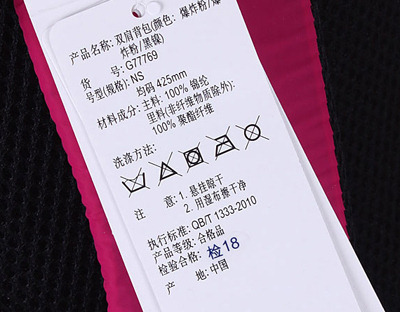 产品名称: 双肩背包(颜色: 爆炸粉/爆
炸粉/黑镍)
货 号: G77769
号型(规格): NS
均码 425mm
材料成分: 主料: 100% 锦纶
里料(非纤维物质除外):
100% 聚酯纤维
洗涤方法:
注 意: 1. 悬挂晾干
2. 用湿布擦干净
执行标准: QB/T 1333-2010
产品等级: 合格品
检验合格: 检18
产 地: 中国